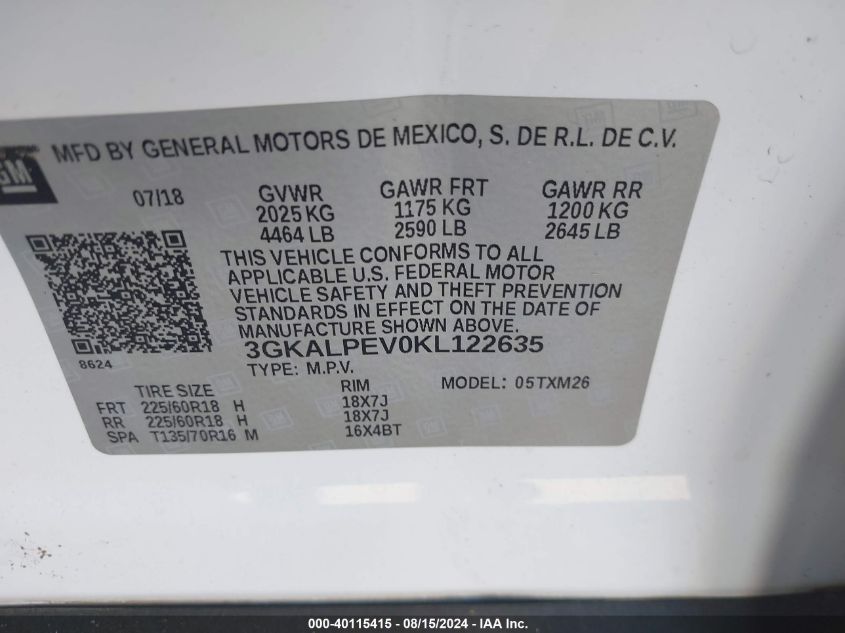 GM
MFD BY GENERAL MOTORS DE MEXICO, S. DE R.L. DE C.V.
07/18 GVWR GAWR FRT GAWR RR
2025 KG 1175 KG 1200 KG
4464 LB 2590 LB 2645 LB
THIS VEHICLE CONFORMS TO ALL
APPLICABLE U.S. FEDERAL MOTOR
VEHICLE SAFETY AND THEFT PREVENTION
STANDARDS IN EFFECT ON THE DATE OF
MANUFACTURE SHOWN ABOVE.
8624
3GKALPEV0KL122635
TYPE: M.P.V. MODEL: 05TXM26
TIRE SIZE RIM
FRT 225/60R18 H 18X7J
RR 225/60R18 H 18X7J
SPA T135/70R16 M 16X4BT
000-40115415 - 08/15/2024 - IAA Inc.